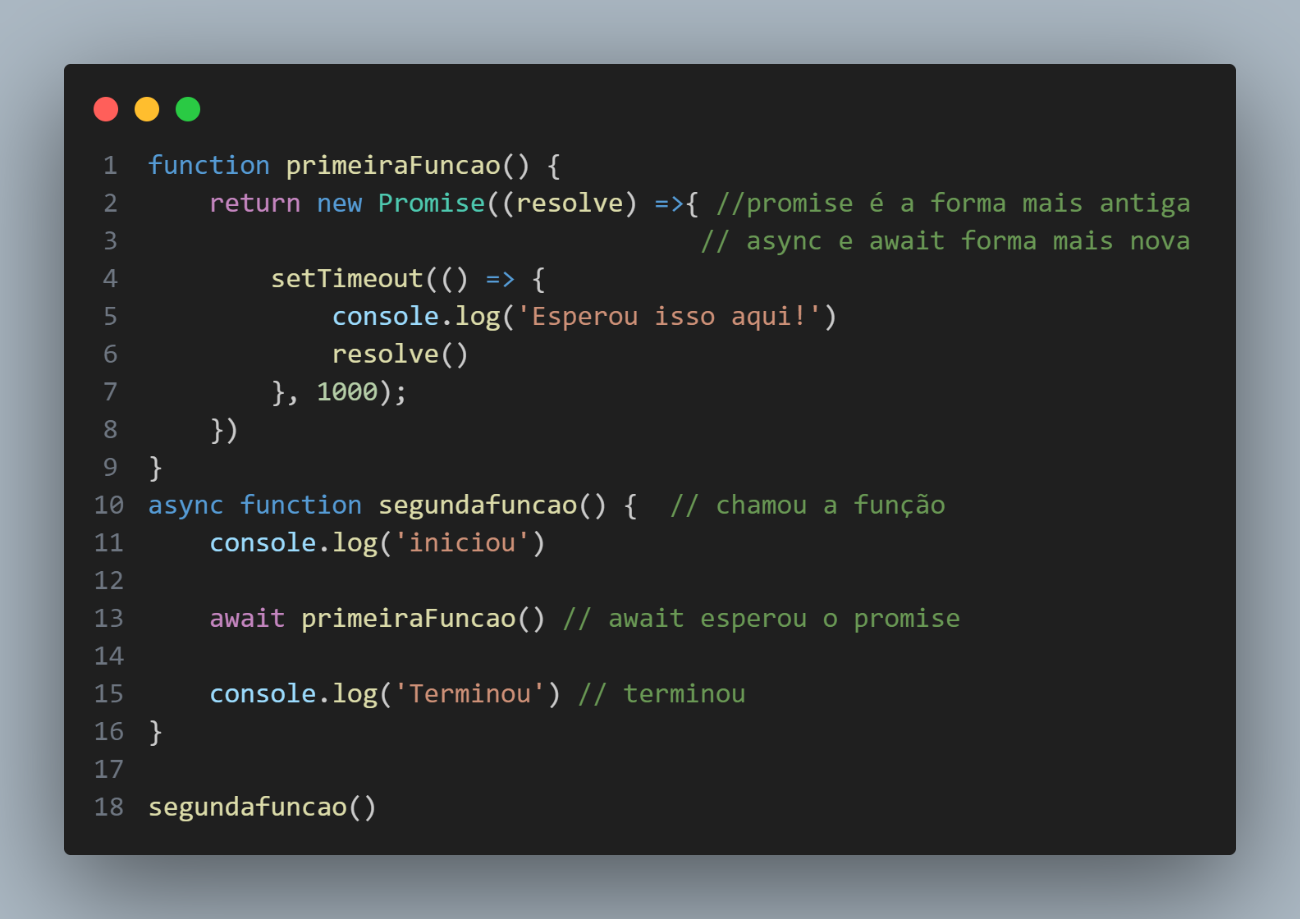 1 function primeiraFuncao() {
2     return new Promise((resolve) =>{ //promise é a forma mais antiga
3                                     // async e await forma mais nova
4         setTimeout(() => {
5             console.log('Esperou isso aqui!')
6             resolve()
7         }, 1000);
8     })
9 }
10 async function segundafuncao() {  // chamou a função
11     console.log('iniciou')
12
13     await primeiraFuncao() // await esperou o promise
14
15     console.log('Terminou') // terminou
16 }
17
18 segundafuncao()